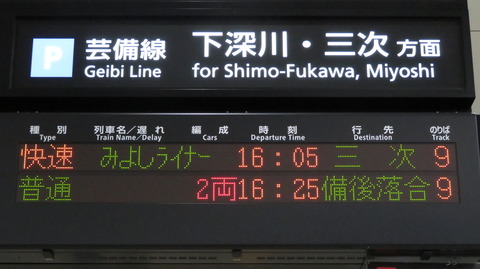 P 芸備線 下深川・三次 方面
Geibi Line for Shimo-Fukawa, Miyoshi
種別 列車名/遅れ 編成 時刻 行先 のりば
Type Train Name/Delay Cars Departure Time Destination Track
快速 みよしライナー 16:05 三次 9
普通 2両 16:25 備後落合 9